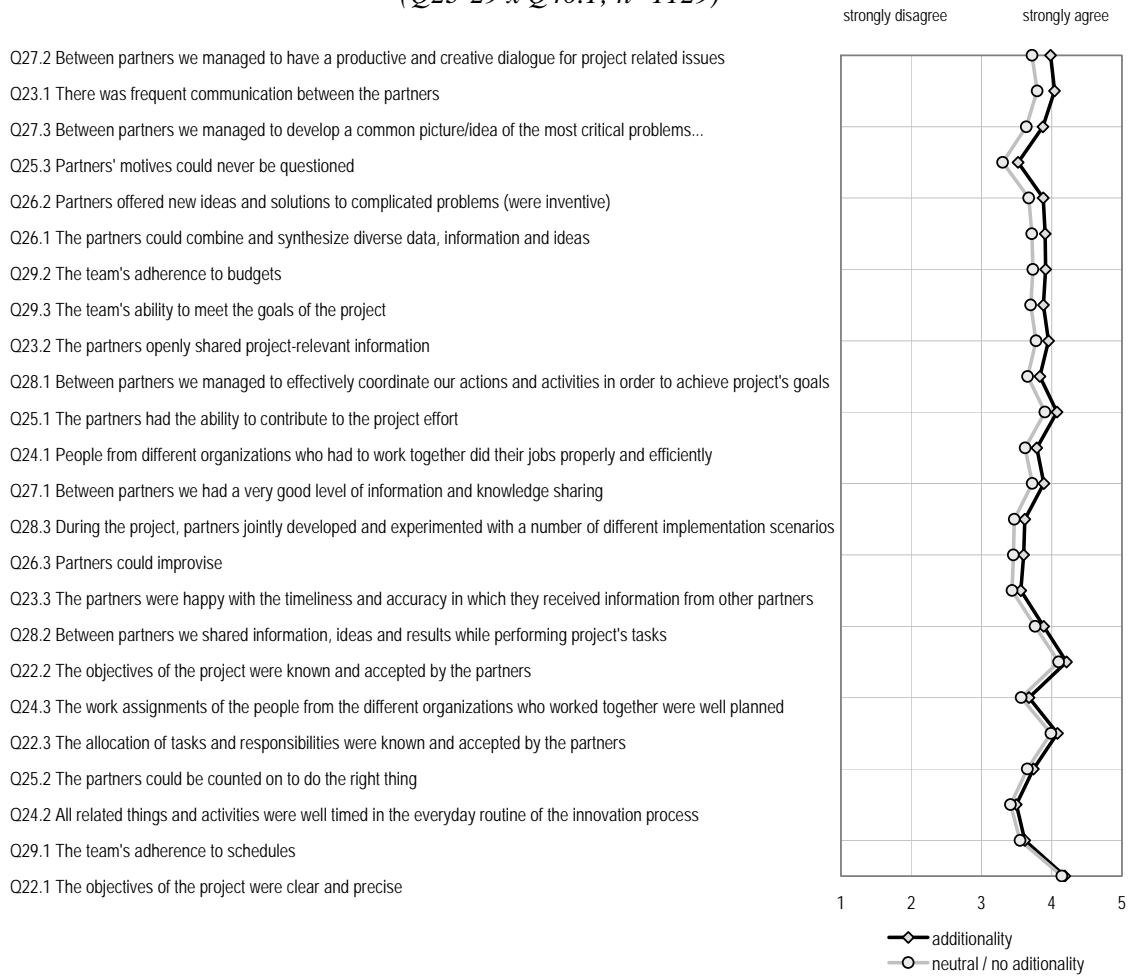 strongly disagree strongly agree
Q27.2 Between partners we managed to have a productive and creative dialogue for project related issues
Q23.1 There was frequent communication between the partners
Q27.3 Between partners we managed to develop a common picture/idea of the most critical problems...
Q25.3 Partners' motives could never be questioned
Q26.2 Partners offered new ideas and solutions to complicated problems (were inventive)
Q26.1 The partners could combine and synthesize diverse data, information and ideas
Q29.2 The team's adherence to budgets
Q29.3 The team's ability to meet the goals of the project
Q23.2 The partners openly shared project-relevant information
Q28.1 Between partners we managed to effectively coordinate our actions and activities in order to achieve project's goals
Q25.1 The partners had the ability to contribute to the project effort
Q24.1 People from different organizations who had to work together did their jobs properly and efficiently
Q27.1 Between partners we had a very good level of information and knowledge sharing
Q28.3 During the project, partners jointly developed and experimented with a number of different implementation scenarios
Q26.3 Partners could improvise
Q23.3 The partners were happy with the timeliness and accuracy in which they received information from other partners
Q28.2 Between partners we shared information, ideas and results while performing project's tasks
Q22.2 The objectives of the project were known and accepted by the partners
Q24.3 The work assignments of the people from the different organizations who worked together were well planned
Q22.3 The allocation of tasks and responsibilities were known and accepted by the partners
Q25.2 The partners could be counted on to do the right thing
Q24.2 All related things and activities were well timed in the everyday routine of the innovation process
Q29.1 The team's adherence to schedules
Q22.1 The objectives of the project were clear and precise
1 2 3 4 5
additionality
neutral / no aditionality